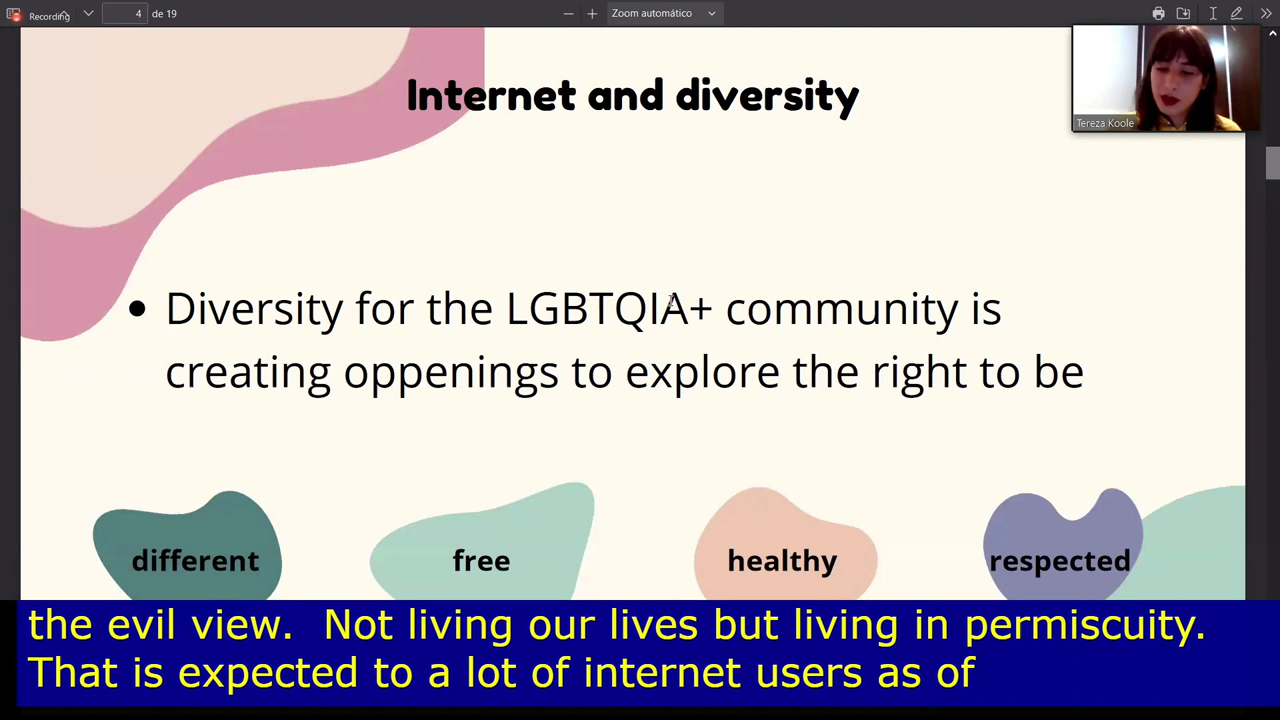 Recording
4 de 19
Zoom automático
Internet and diversity
Tereza Koole
Diversity for the LGBTQIA+ community is
creating oppenings to explore the right to be
different free healthy respected
the evil view. Not living our lives but living in permiscuity.
That is expected to a lot of internet users as of